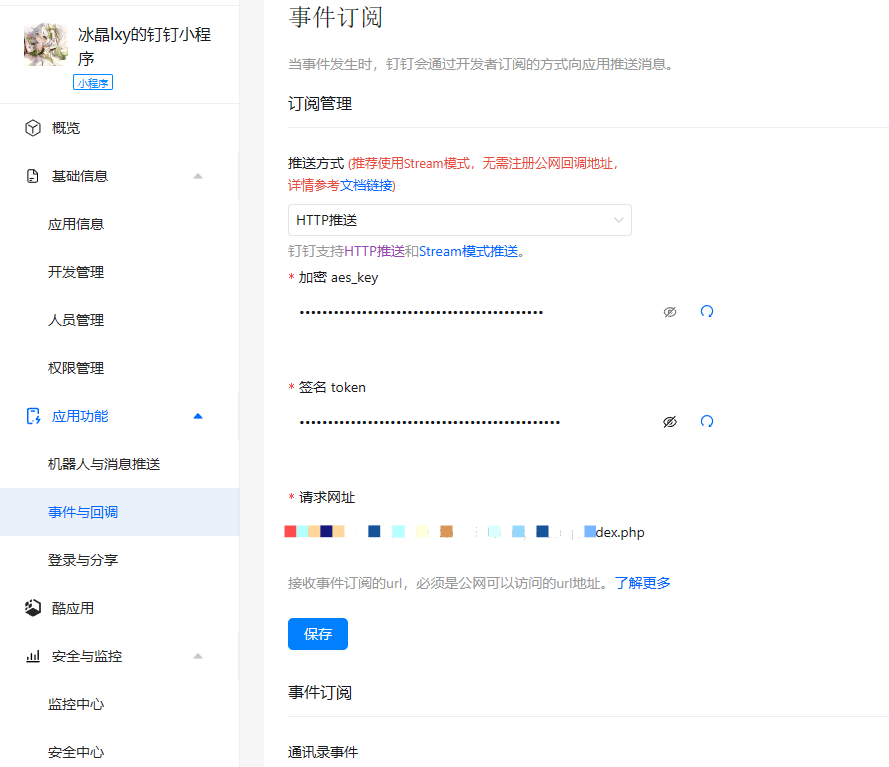 冰晶lxy的钉钉小程
序
小程序
概览
基础信息
应用信息
开发管理
人员管理
权限管理
应用功能
机器人与消息推送
事件与回调
登录与分享
酷应用
安全与监控
监控中心
安全中心
事件订阅
当事件发生时，钉钉会通过开发者订阅的方式向应用推送消息。
订阅管理
推送方式 (推荐使用Stream模式，无需注册公网回调地址，
详情参考文档链接)
HTTP推送
钉钉支持HTTP推送和Stream模式推送。
* 加密 aes_key
* 签名 token
* 请求网址
dex.php
接收事件订阅的url，必须是公网可以访问的url地址。了解更多
保存
事件订阅
通讯录事件